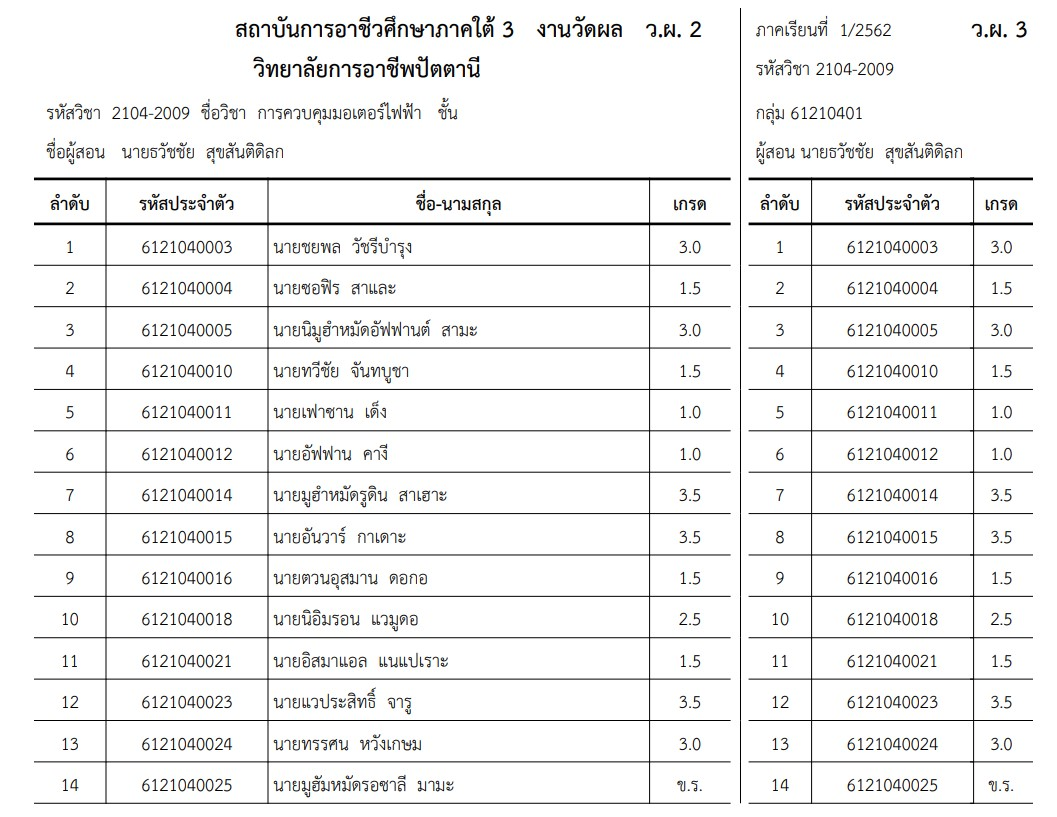 สถาบันการอาชีวศึกษาภาคใต้ 3 งานวัดผล ว.ผ. 2
วิทยาลัยการอาชีพปัตตานี
รหัสวิชา 2104-2009 ชื่อวิชา การควบคุมมอเตอร์ไฟฟ้า ชั้น
ชื่อผู้สอน นายธวัชชัย สุขสันติดิลก
ลำดับ รหัสประจำตัว ชื่อ-นามสกุล เกรด
1 6121040003 นายชยพล วัชรีบำรุง 3.0
2 6121040004 นายซอฟิร สาและ 1.5
3 6121040005 นายนิมูฮำหมัดอัฟฟานต์ สามะ 3.0
4 6121040010 นายทวีชัย จันทบูชา 1.5
5 6121040011 นายเฟาซาน เด็ง 1.0
6 6121040012 นายอัฟฟาน คางี 1.0
7 6121040014 นายมูฮำหมัดรูดิน สาเฮาะ 3.5
8 6121040015 นายอันวาร์ กาเดาะ 3.5
9 6121040016 นายตวนอุสมาน ดอกอ 1.5
10 6121040018 นายนิอิมรอน แวมูดอ 2.5
11 6121040021 นายอิสมาแอล แนแปเราะ 1.5
12 6121040023 นายแวประสิทธิ์ จารู 3.5
13 6121040024 นายทรรศน หวังเกษม 3.0
14 6121040025 นายมูฮัมหมัดรอซาลี มามะ ข.ร.
ภาคเรียนที่ 1/2562 ว.ผ. 3
รหัสวิชา 2104-2009
กลุ่ม 61210401
ผู้สอน นายธวัชชัย สุขสันติดิลก
ลำดับ รหัสประจำตัว เกรด
1 6121040003 3.0
2 6121040004 1.5
3 6121040005 3.0
4 6121040010 1.5
5 6121040011 1.0
6 6121040012 1.0
7 6121040014 3.5
8 6121040015 3.5
9 6121040016 1.5
10 6121040018 2.5
11 6121040021 1.5
12 6121040023 3.5
13 6121040024 3.0
14 6121040025 ข.ร.